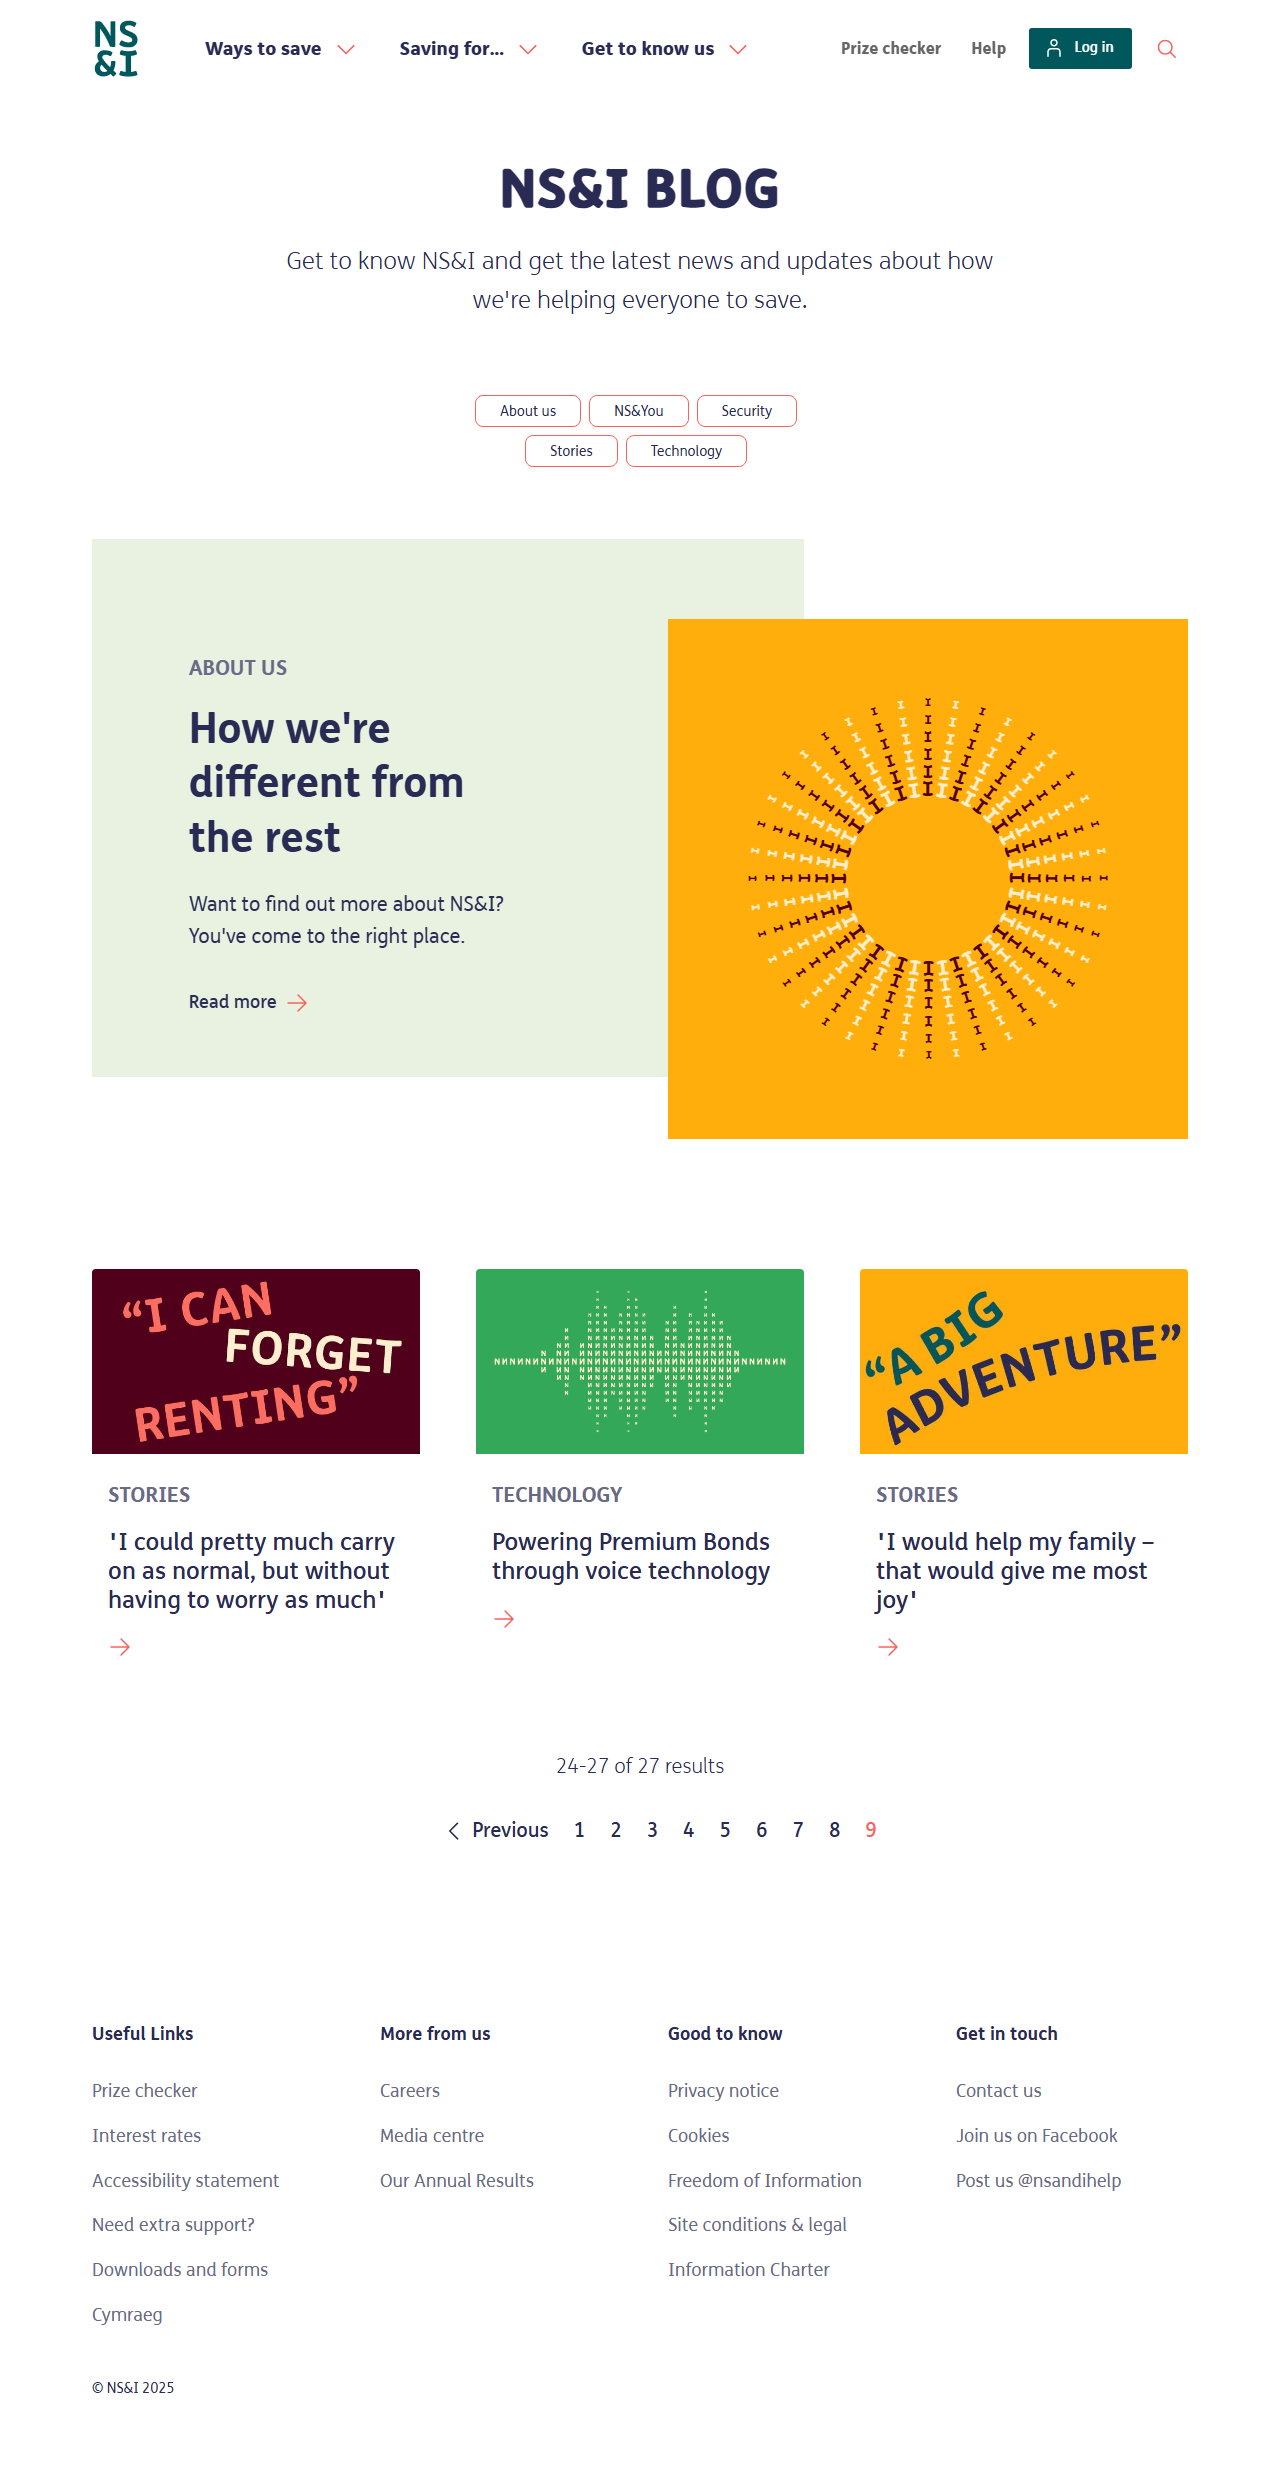 NS
&I
Ways to save
Saving for...
Get to know us
Prize checker
Help
Log in
NS&I BLOG
Get to know NS&I and get the latest news and updates about how
we're helping everyone to save.
About us
NS&You
Security
Stories
Technology
ABOUT US
How we're
different from
the rest
Want to find out more about NS&I?
You've come to the right place.
Read more
“I CAN
FORGET
RENTING”
STORIES
'I could pretty much carry
on as normal, but without
having to worry as much'
TECHNOLOGY
Powering Premium Bonds
through voice technology
“A BIG
ADVENTURE”
STORIES
'I would help my family –
that would give me most
joy'
24-27 of 27 results
Previous 1 2 3 4 5 6 7 8 9
Useful Links
Prize checker
Interest rates
Accessibility statement
Need extra support?
Downloads and forms
Cymraeg
More from us
Careers
Media centre
Our Annual Results
Good to know
Privacy notice
Cookies
Freedom of Information
Site conditions & legal
Information Charter
Get in touch
Contact us
Join us on Facebook
Post us @nsandihelp
© NS&I 2025